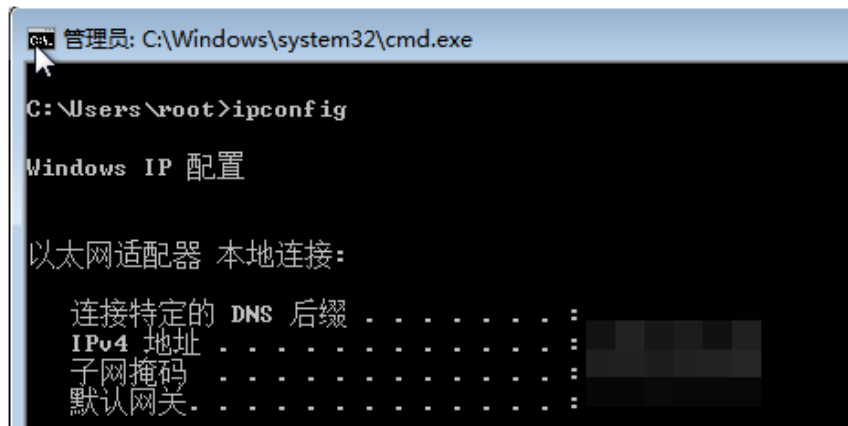 管理员: C:\Windows\system32\cmd.exe
C:\Users\root>ipconfig
Windows IP 配置
以太网适配器 本地连接:
连接特定的 DNS 后缀 . . . . . . . :
IPv4 地址 . . . . . . . . . . . . :
子网掩码 . . . . . . . . . . . . :
默认网关. . . . . . . . . . . . . :